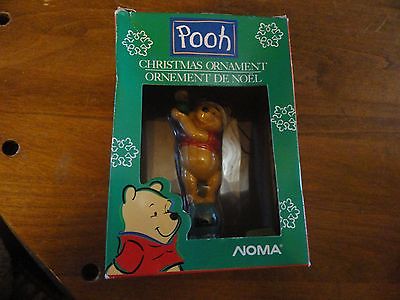 Pooh
CHRISTMAS ORNAMENT
ORNEMENT DE NOËL
NOMA®